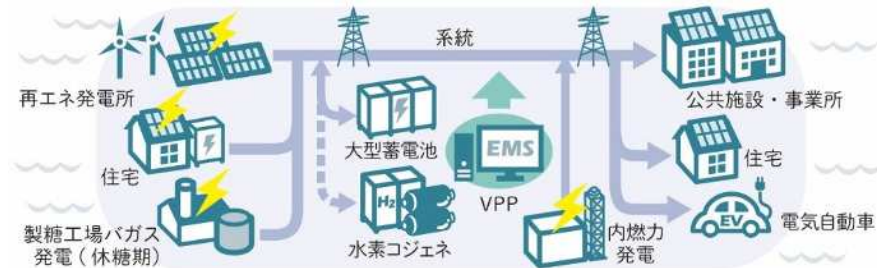 系統
再エネ発電所
公共施設・事業所
大型蓄電池
EMS
住宅
住宅
VPP
H2
EV
電気自動車
製糖工場バガス
発電(休糖期)
水素コジェネ
内燃力
発電